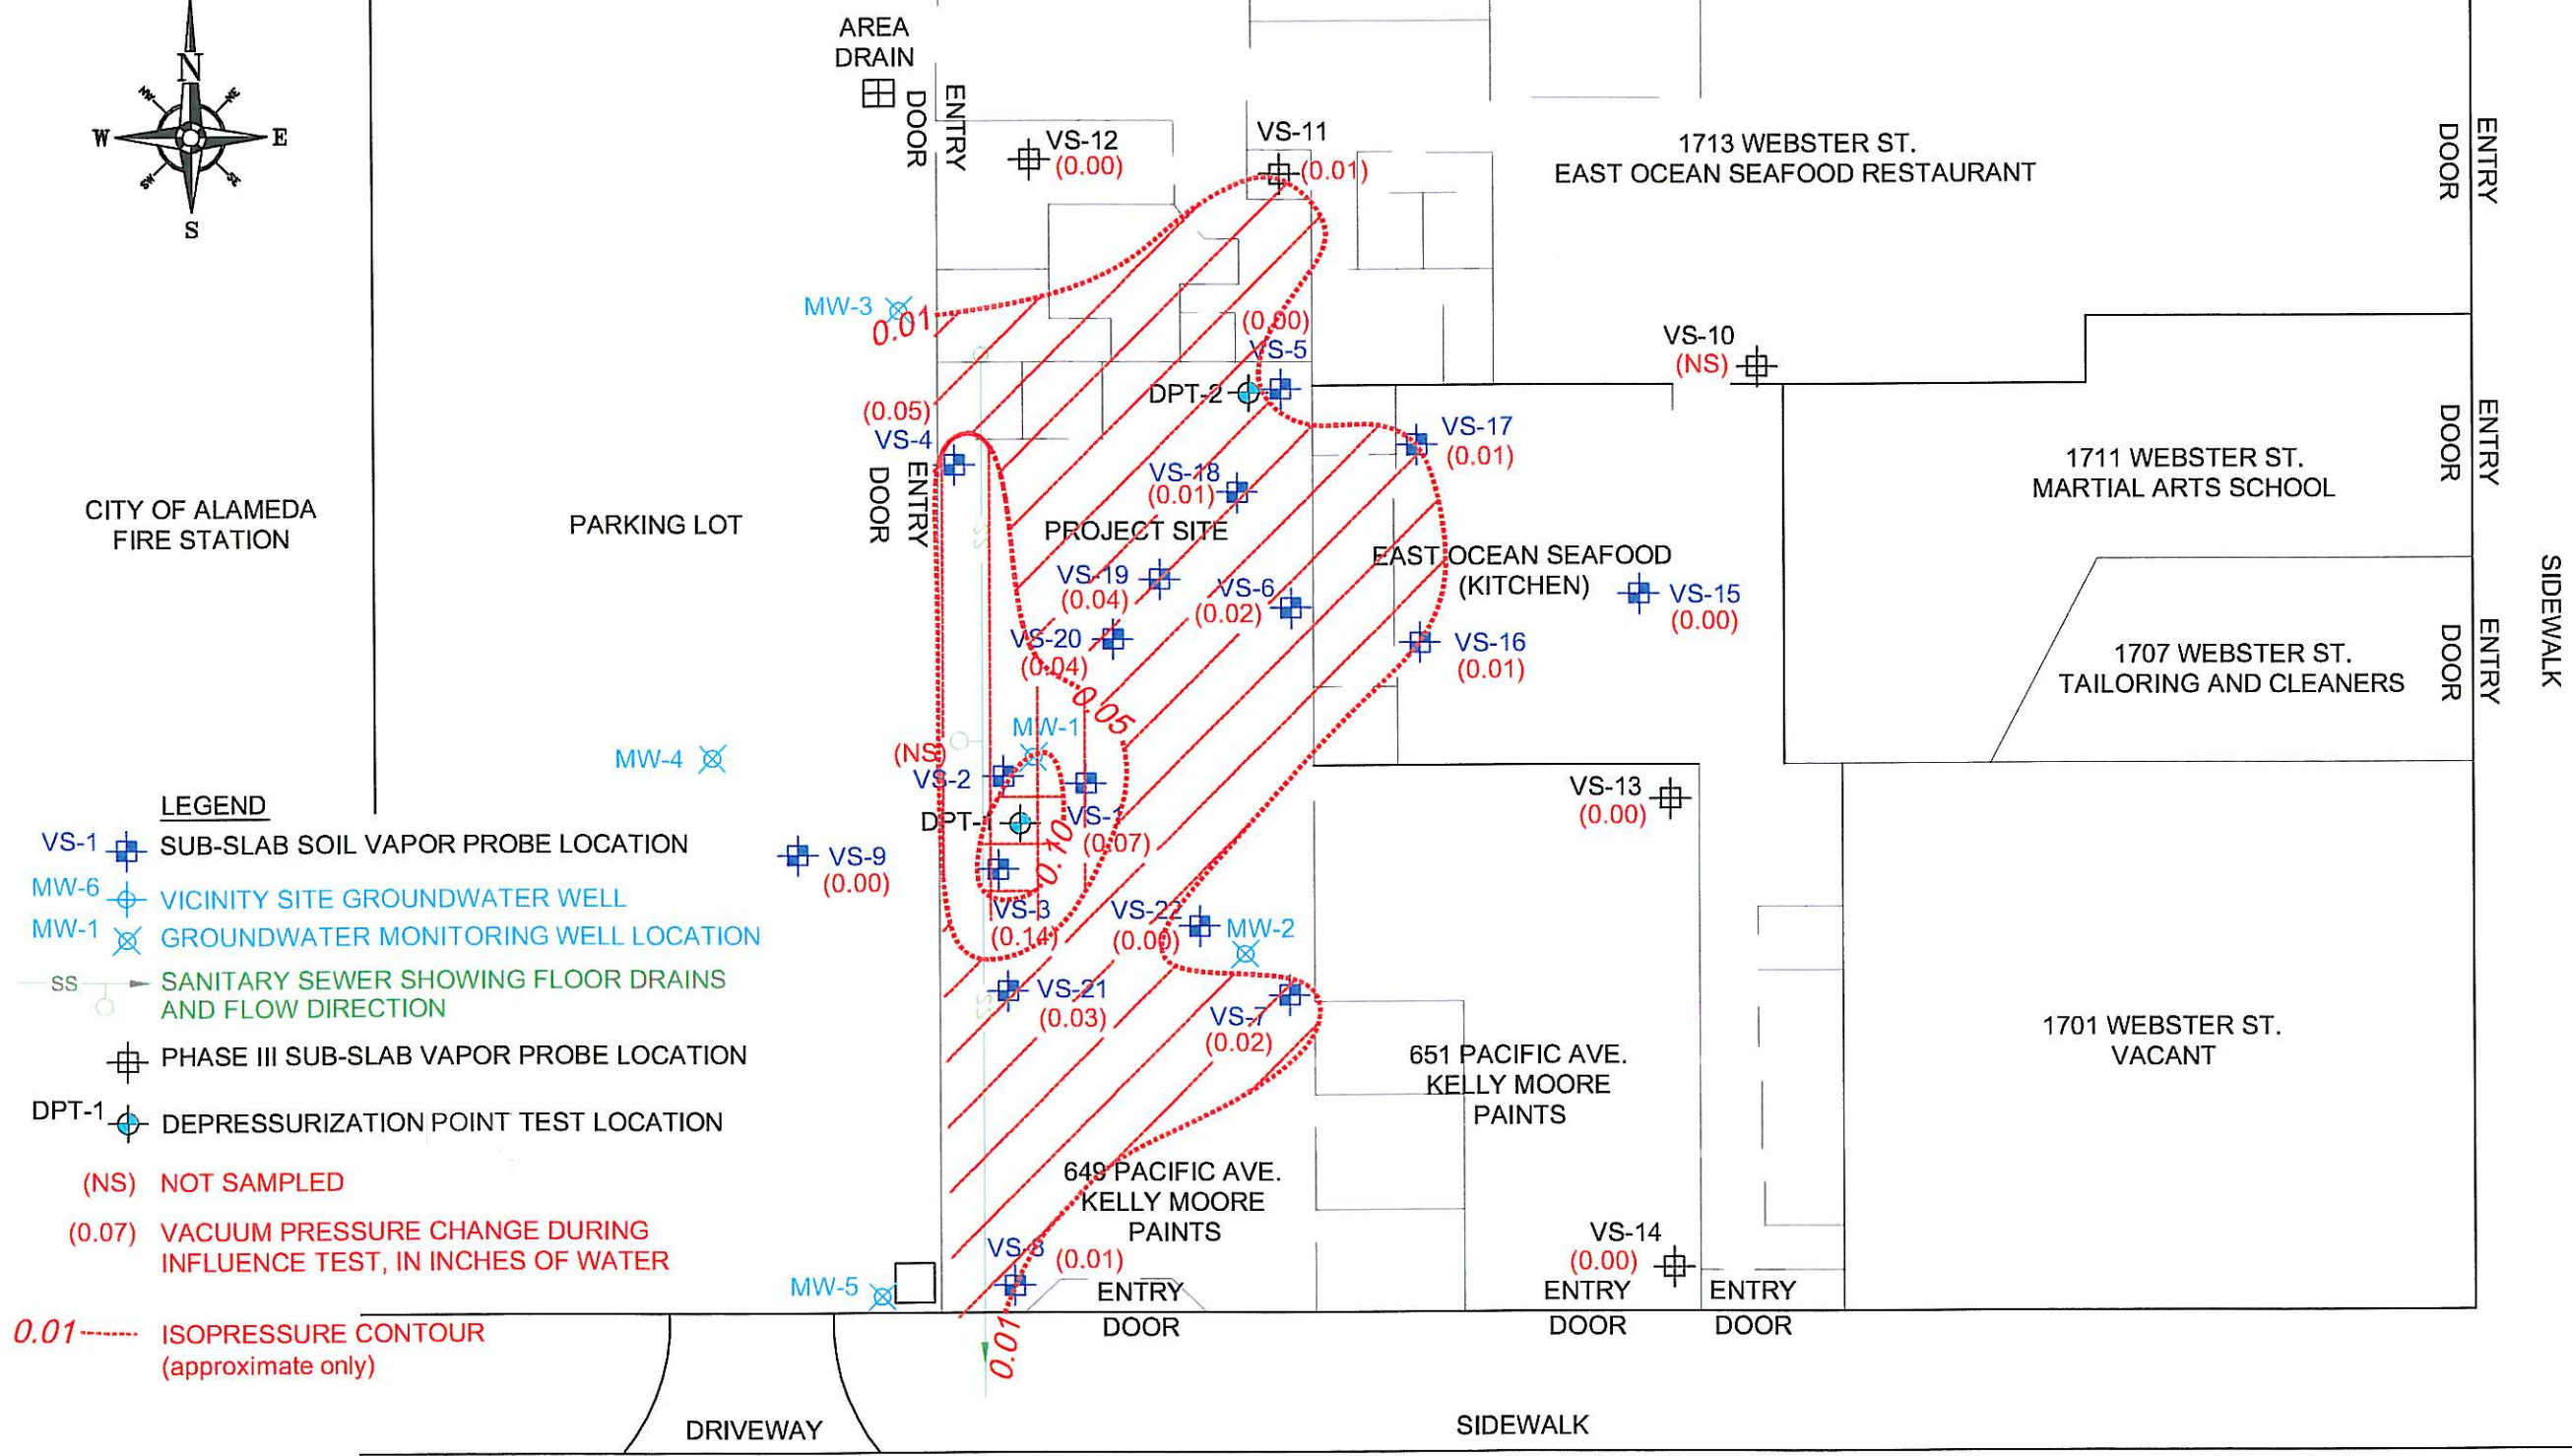 N
NW
NE
W
E
SW
SE
S
AREA
DRAIN
ENTRY
DOOR
VS-12
(0.00)
VS-11
(0.01)
1713 WEBSTER ST.
EAST OCEAN SEAFOOD RESTAURANT
ENTRY
DOOR
MW-3
0.01
(0.00)
VS-5
DPT-2
VS-10
(NS)
(0.05)
VS-4
ENTRY
DOOR
VS-17
(0.01)
VS-18
(0.01)
1711 WEBSTER ST.
MARTIAL ARTS SCHOOL
ENTRY
DOOR
CITY OF ALAMEDA
FIRE STATION
PARKING LOT
SS
PROJECT SITE
EAST OCEAN SEAFOOD
(KITCHEN)
VS-19
(0.04)
VS-6
(0.02)
VS-15
(0.00)
VS-20
(0.04)
VS-16
(0.01)
1707 WEBSTER ST.
TAILORING AND CLEANERS
ENTRY
DOOR
SIDEWALK
0.05
MW-1
MW-4
(NS)
VS-2
VS-13
(0.00)
DPT-1
VS-1
(0.07)
0.10
VS-9
(0.00)
VS-3
(0.14)
VS-22
(0.00)
MW-2
VS-21
(0.03)
SS
VS-7
(0.02)
651 PACIFIC AVE.
KELLY MOORE
PAINTS
1701 WEBSTER ST.
VACANT
649 PACIFIC AVE.
KELLY MOORE
PAINTS
VS-8
(0.01)
VS-14
(0.00)
MW-5
ENTRY
DOOR
ENTRY
DOOR
ENTRY
DOOR
0.01
DRIVEWAY
SIDEWALK
LEGEND
VS-1 SUB-SLAB SOIL VAPOR PROBE LOCATION
MW-6 VICINITY SITE GROUNDWATER WELL
MW-1 GROUNDWATER MONITORING WELL LOCATION
SS SANITARY SEWER SHOWING FLOOR DRAINS
AND FLOW DIRECTION
PHASE III SUB-SLAB VAPOR PROBE LOCATION
DPT-1 DEPRESSURIZATION POINT TEST LOCATION
(NS) NOT SAMPLED
(0.07) VACUUM PRESSURE CHANGE DURING
INFLUENCE TEST, IN INCHES OF WATER
0.01 ISOPRESSURE CONTOUR
(approximate only)